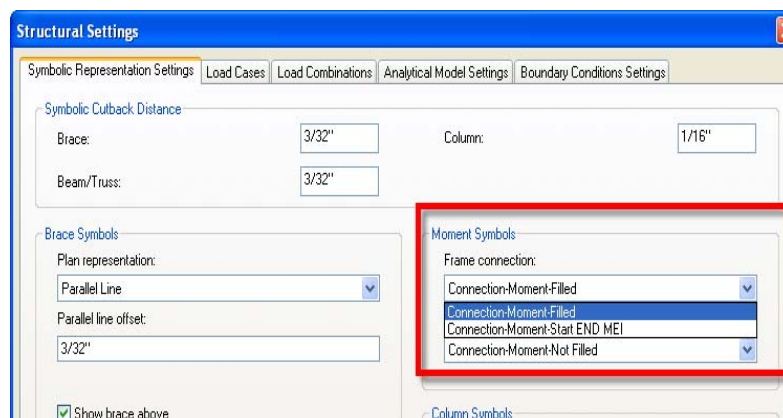 Structural Settings
Symbolic Representation Settings Load Cases Load Combinations Analytical Model Settings Boundary Conditions Settings
Symbolic Cutback Distance
Brace: 3/32" Column: 1/16"
Beam/Truss: 3/32"
Brace Symbols
Plan representation:
Parallel Line
Parallel line offset:
3/32"
Show brace above
Moment Symbols
Frame connection:
Connection-Moment-Filled
Connection-Moment-Filled
Connection-Moment-Start END MEI
Connection-Moment-Not Filled
Column Symbols